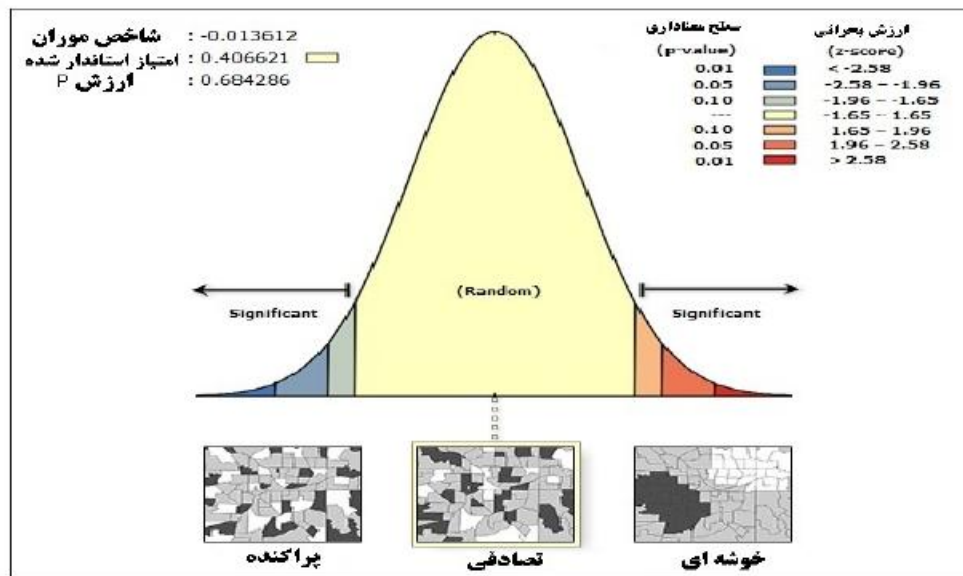 شاخص موران : -0.013612
امتیاز استاندار شده : 0.406621
ارزش P : 0.684286
سطح معناداری ارزش بحرانی
(p-value) (z-score)
0.01 < -2.58
0.05 -2.58 – -1.96
0.10 -1.96 – -1.65
--- -1.65 – 1.65
0.10 1.65 – 1.96
0.05 1.96 – 2.58
0.01 > 2.58
(Random)
Significant Significant
پراکنده تصادفی خوشه ای